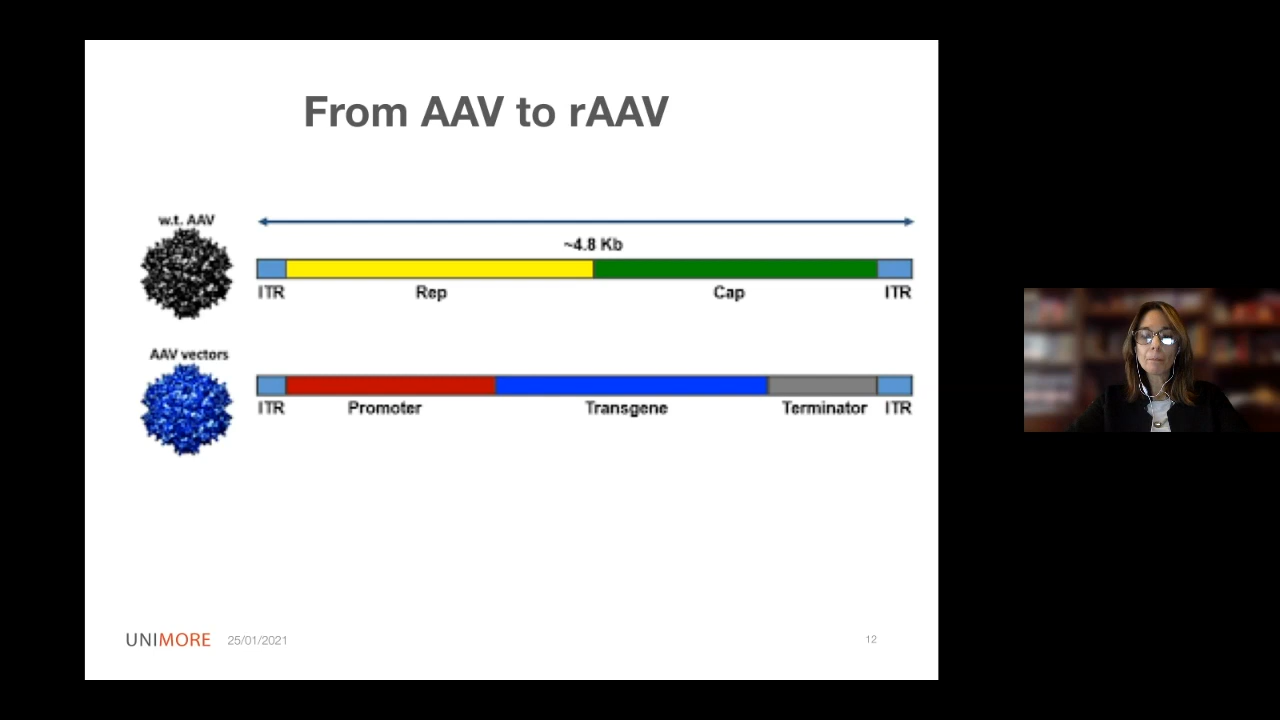 From AAV to rAAV
w.t. AAV
~4.8 Kb
ITR Rep Cap ITR
AAV vectors
ITR Promoter Transgene Terminator ITR
UNIMORE 25/01/2021 12